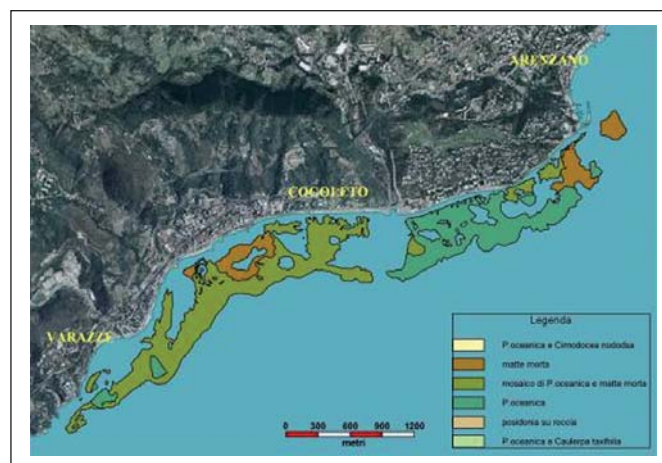 ARENZANO
COGOLETO
VARAZZE
Legenda
P.oceanica e Cimodocea nododsa
matte morta
mosaico di P.oceanica e matte morta
P.oceanica
posidonia su roccia
P.oceanica e Caulerpa taxifolia
0 300 600 900 1200
metri